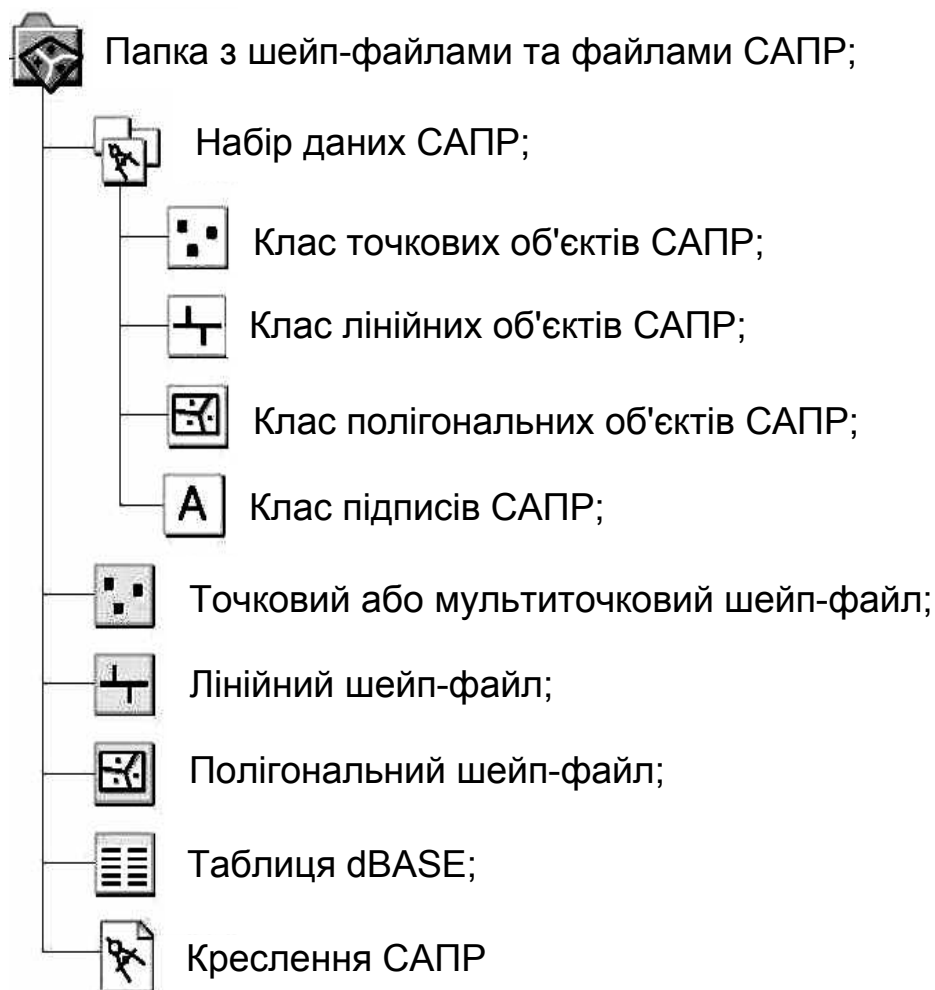 Папка з шейп-файлами та файлами САПР;
Набір даних САПР;
Клас точкових об'єктів САПР;
Клас лінійних об'єктів САПР;
Клас полігональних об'єктів САПР;
A Клас підписів САПР;
Точковий або мультиточковий шейп-файл;
Лінійний шейп-файл;
Полігональний шейп-файл;
Таблиця dBASE;
Креслення САПР